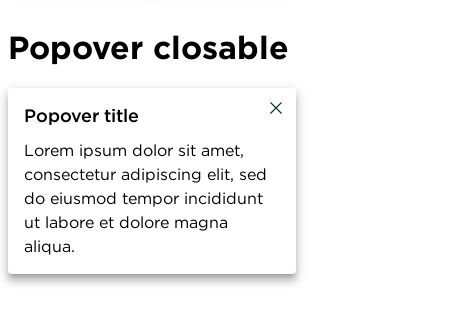 Popover closable
Popover title
Lorem ipsum dolor sit amet,
consectetur adipiscing elit, sed
do eiusmod tempor incididunt
ut labore et dolore magna
aliqua.